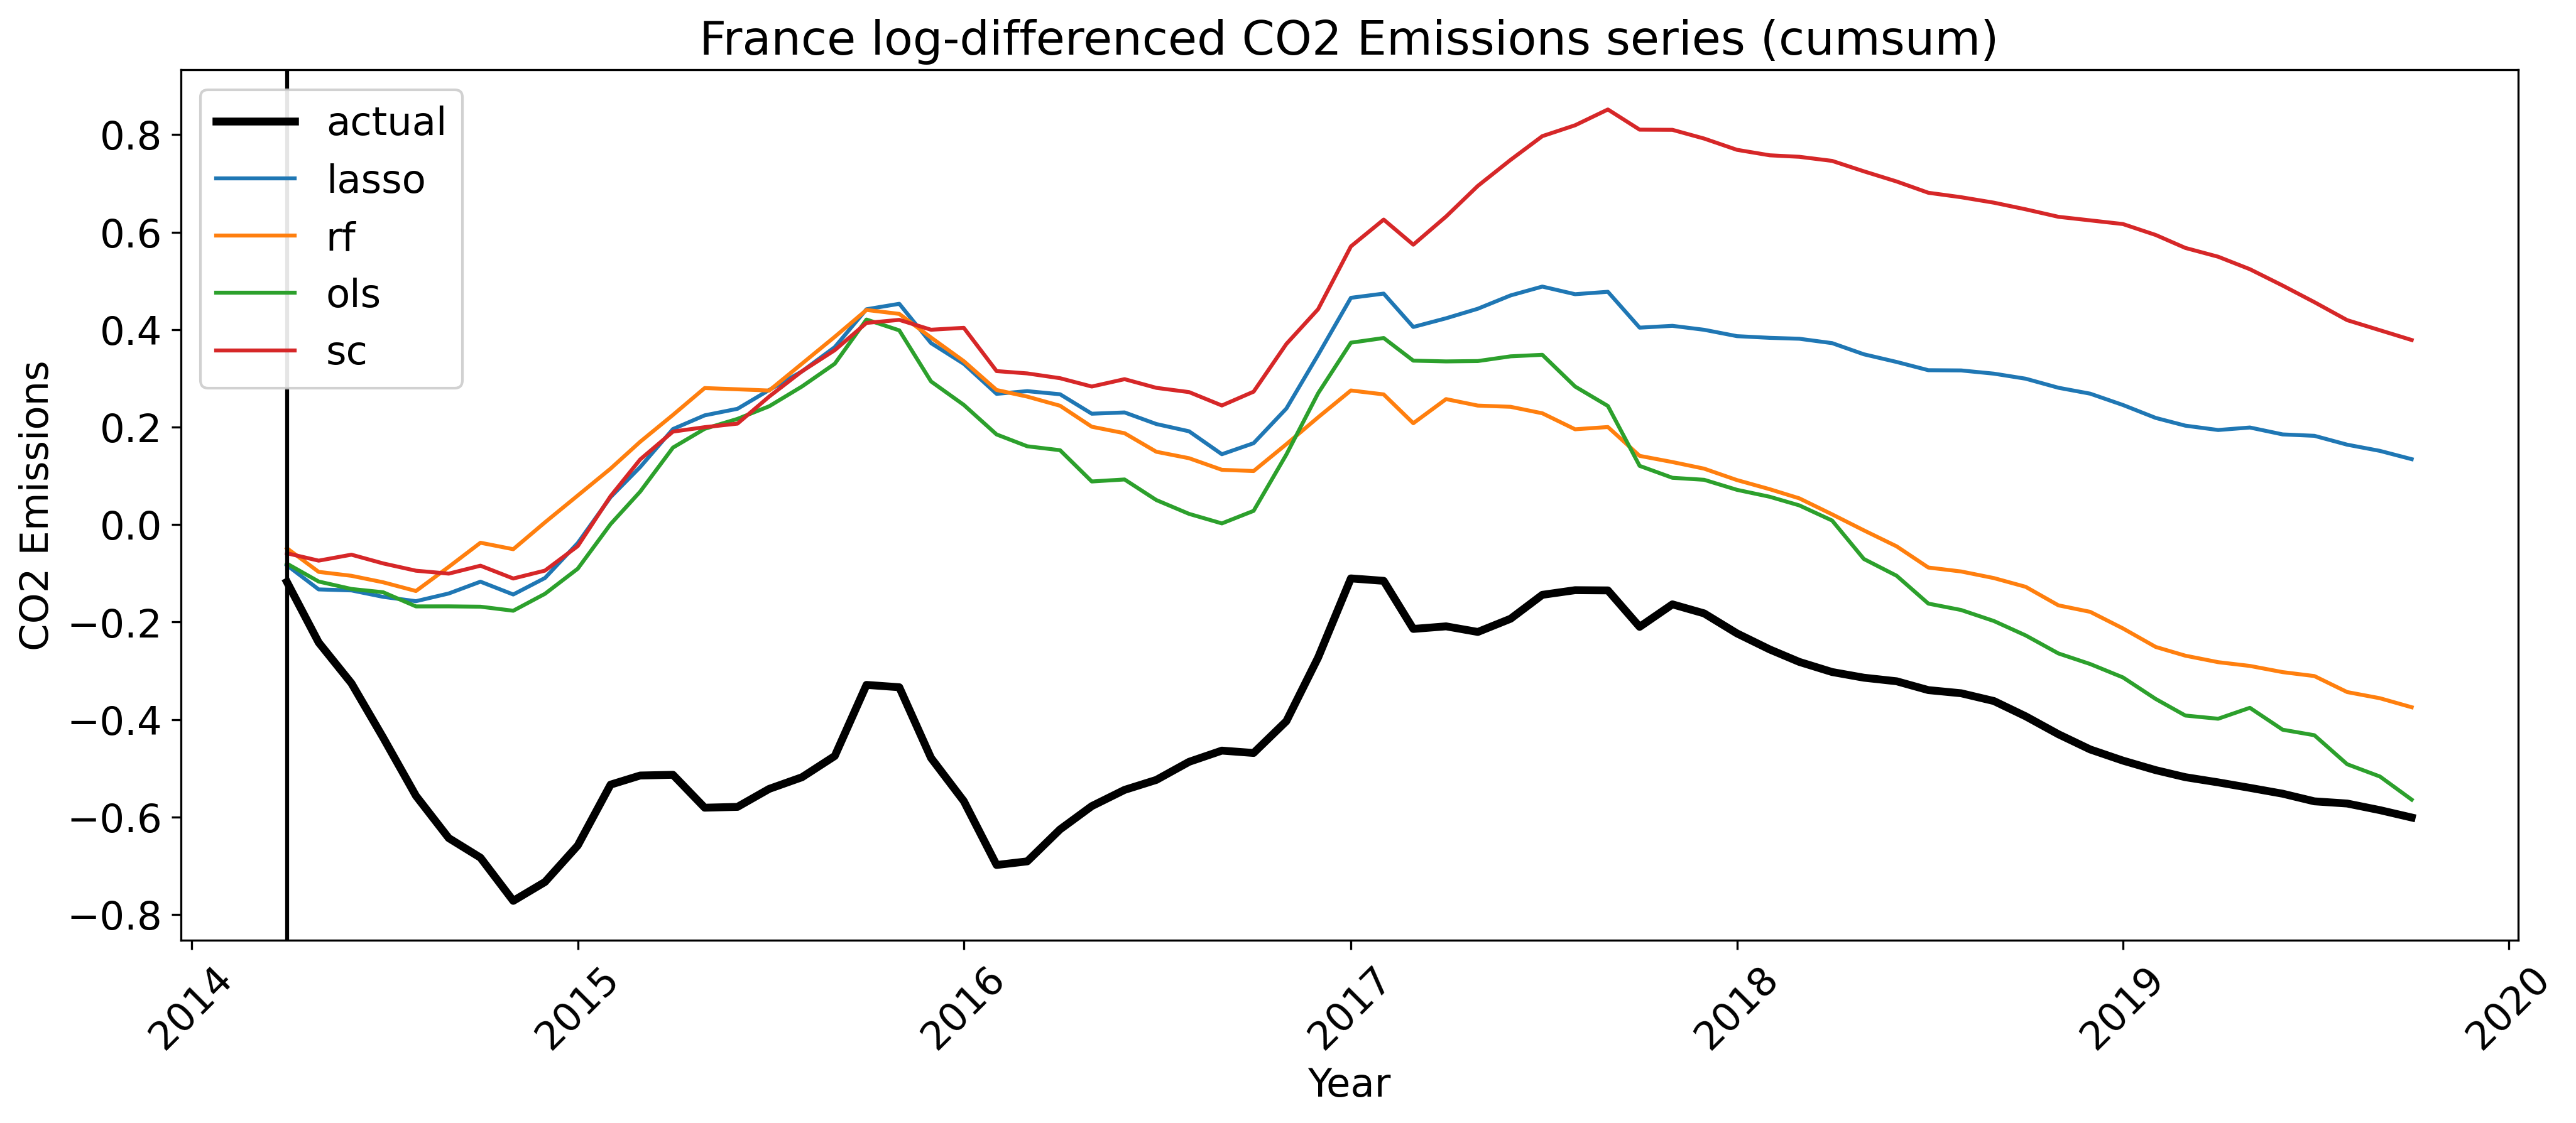 France log-differenced CO2 Emissions series (cumsum)
actual
lasso
rf
ols
sc
CO2 Emissions
0.8
0.6
0.4
0.2
0.0
−0.2
−0.4
−0.6
−0.8
2014
2015
2016
2017
2018
2019
2020
Year